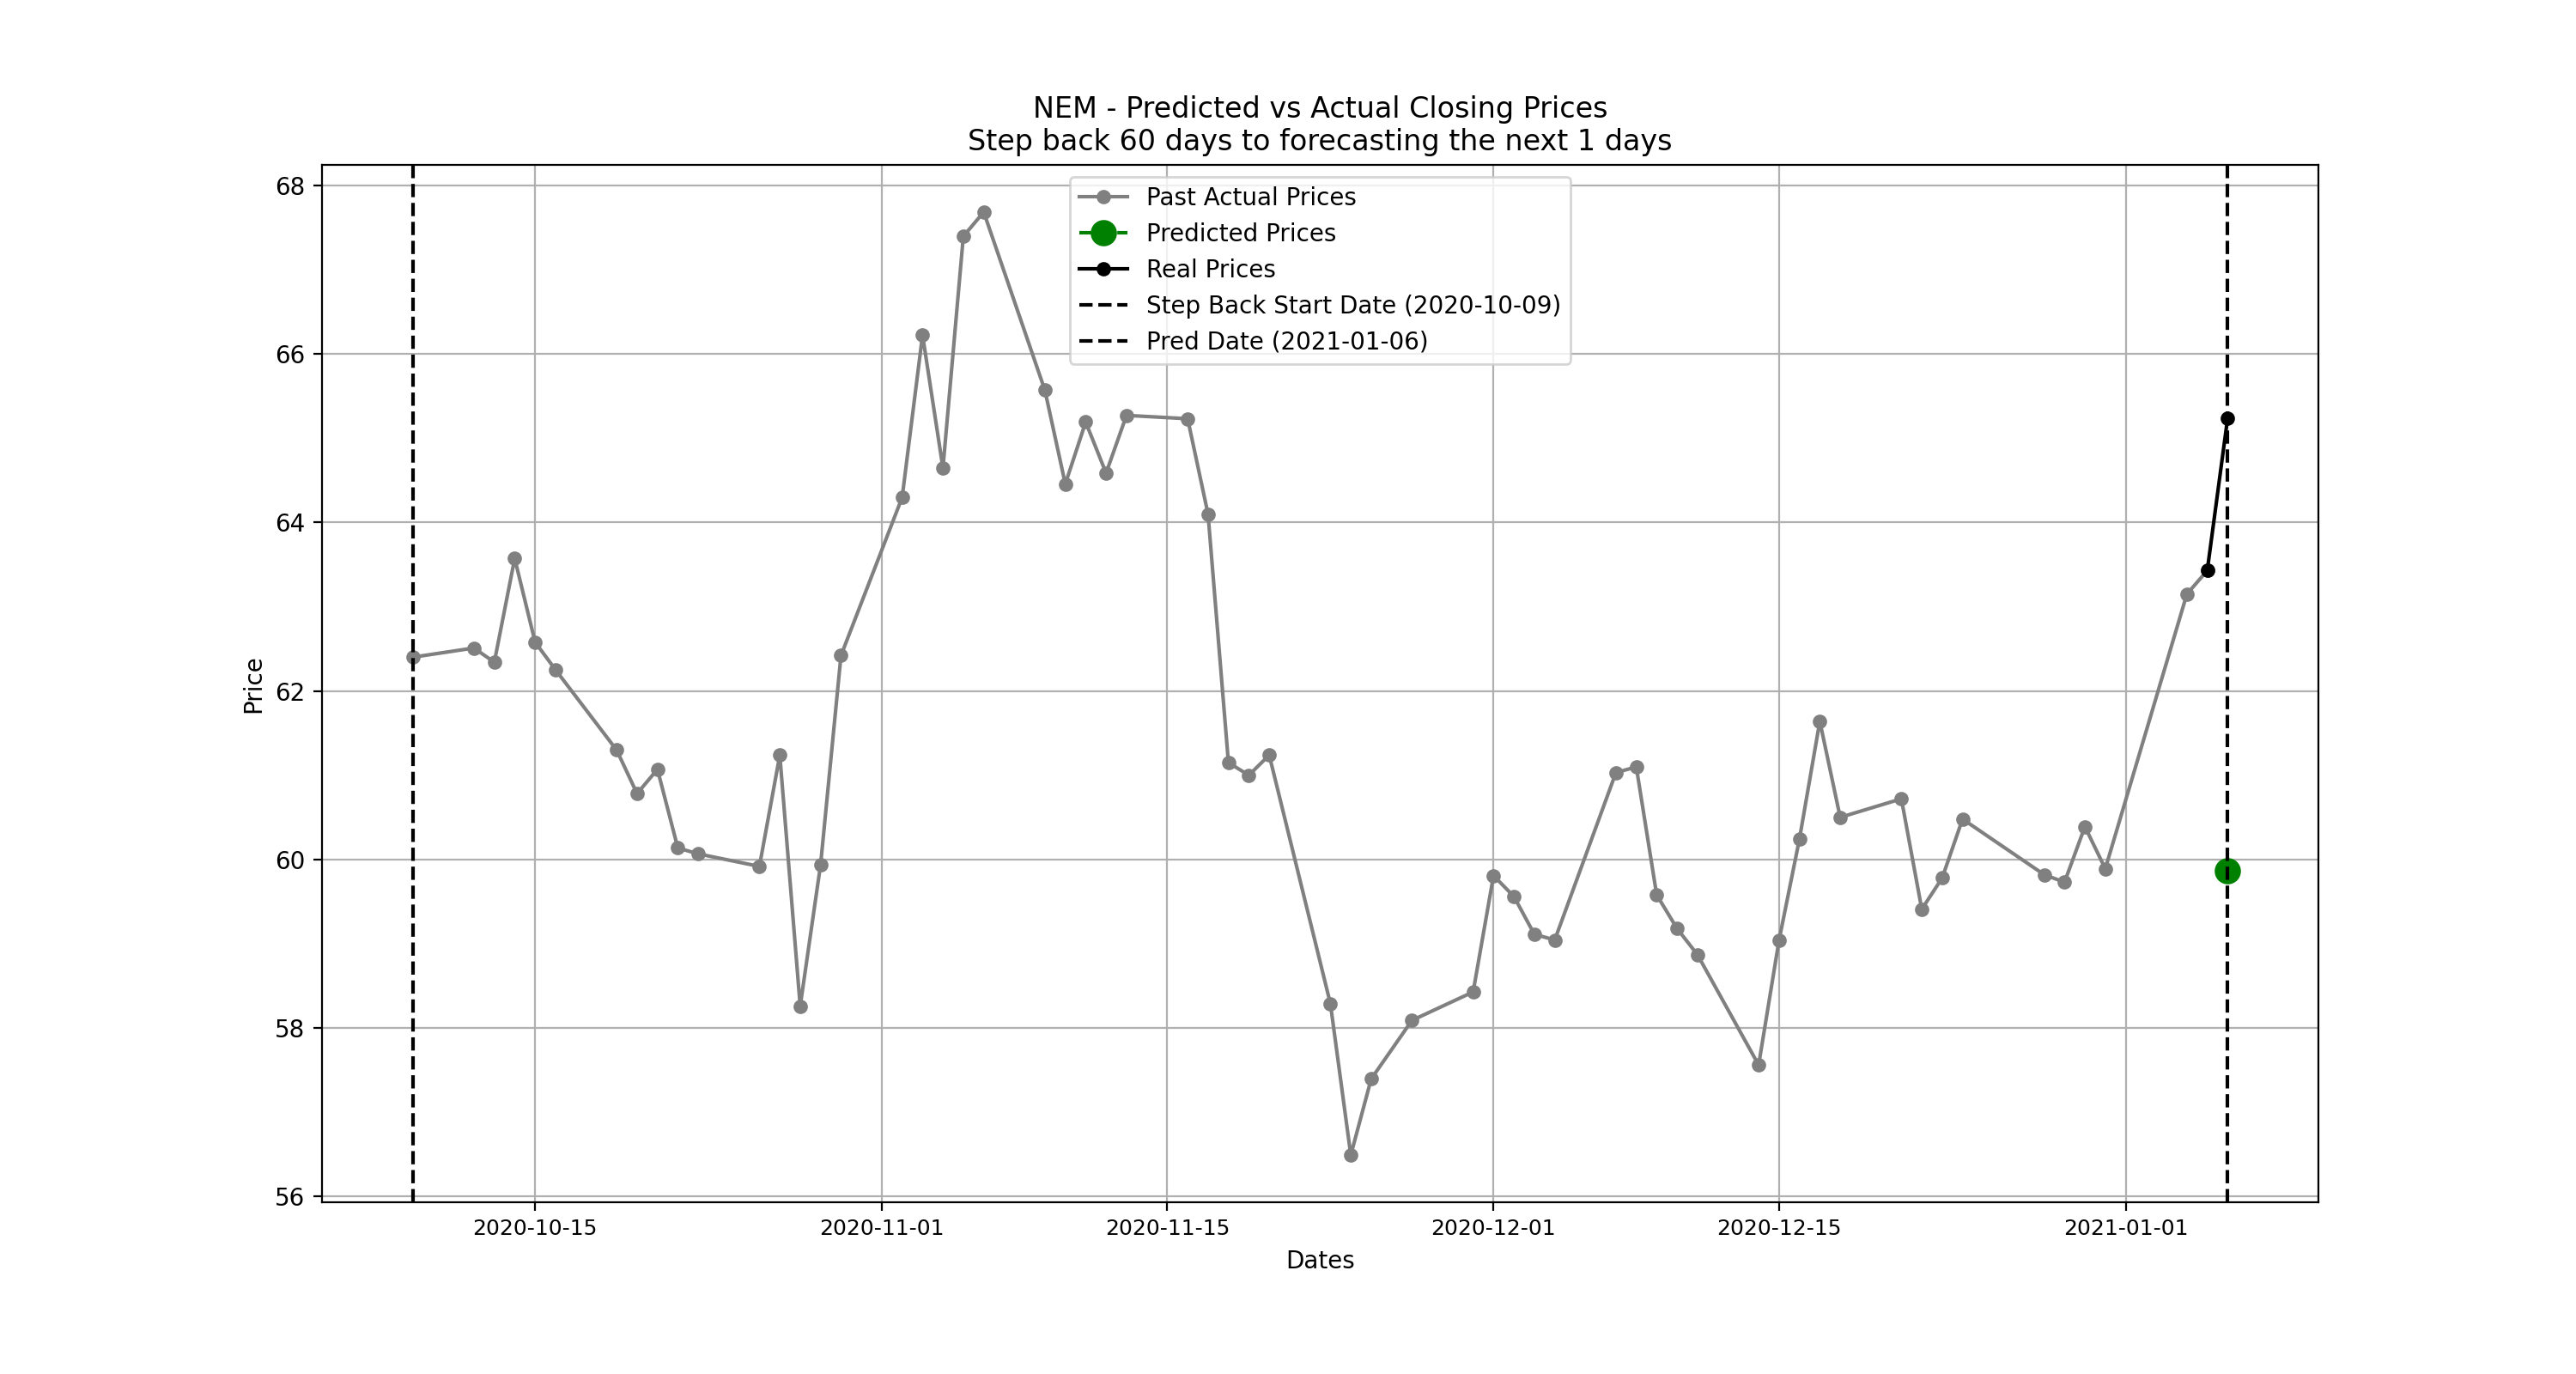 NEM - Predicted vs Actual Closing Prices
Step back 60 days to forecasting the next 1 days
Past Actual Prices
Predicted Prices
Real Prices
Step Back Start Date (2020-10-09)
Pred Date (2021-01-06)
Price
68
66
64
62
60
58
56
2020-10-15
2020-11-01
2020-11-15
2020-12-01
2020-12-15
2021-01-01
Dates